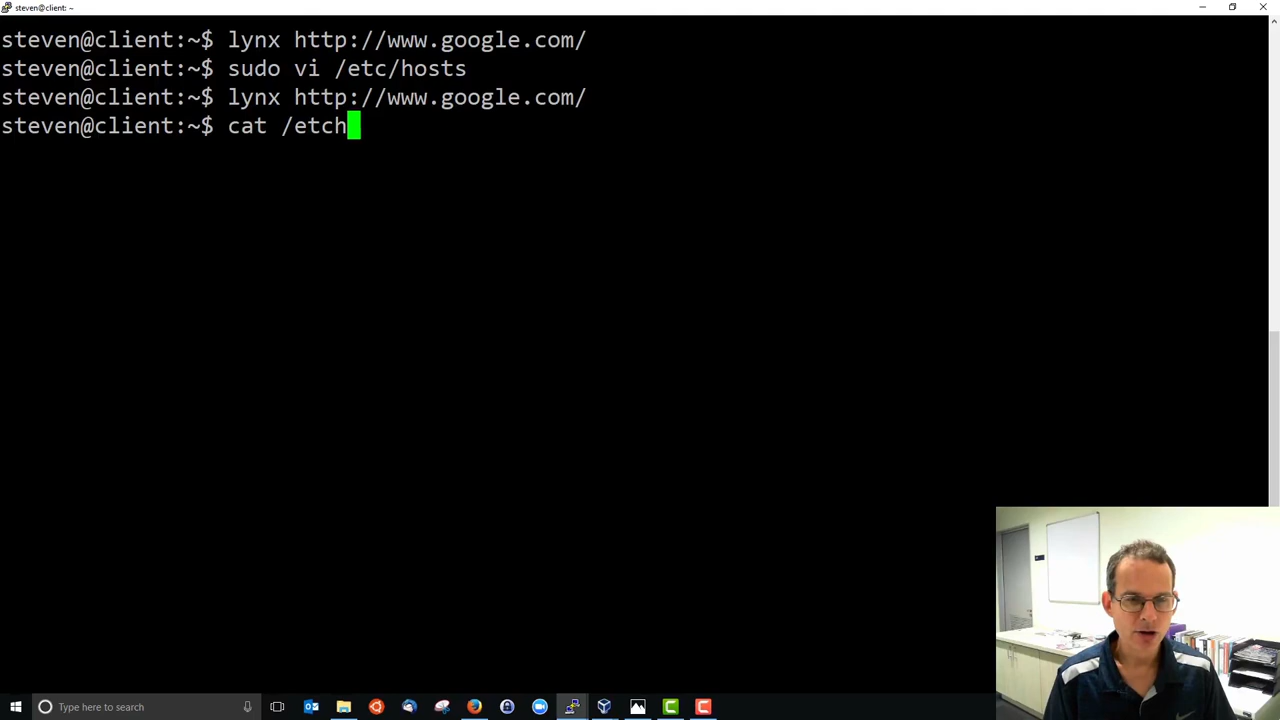 steven@client: ~
steven@client:~$ lynx http://www.google.com/
steven@client:~$ sudo vi /etc/hosts
steven@client:~$ lynx http://www.google.com/
steven@client:~$ cat /etch
Type here to search